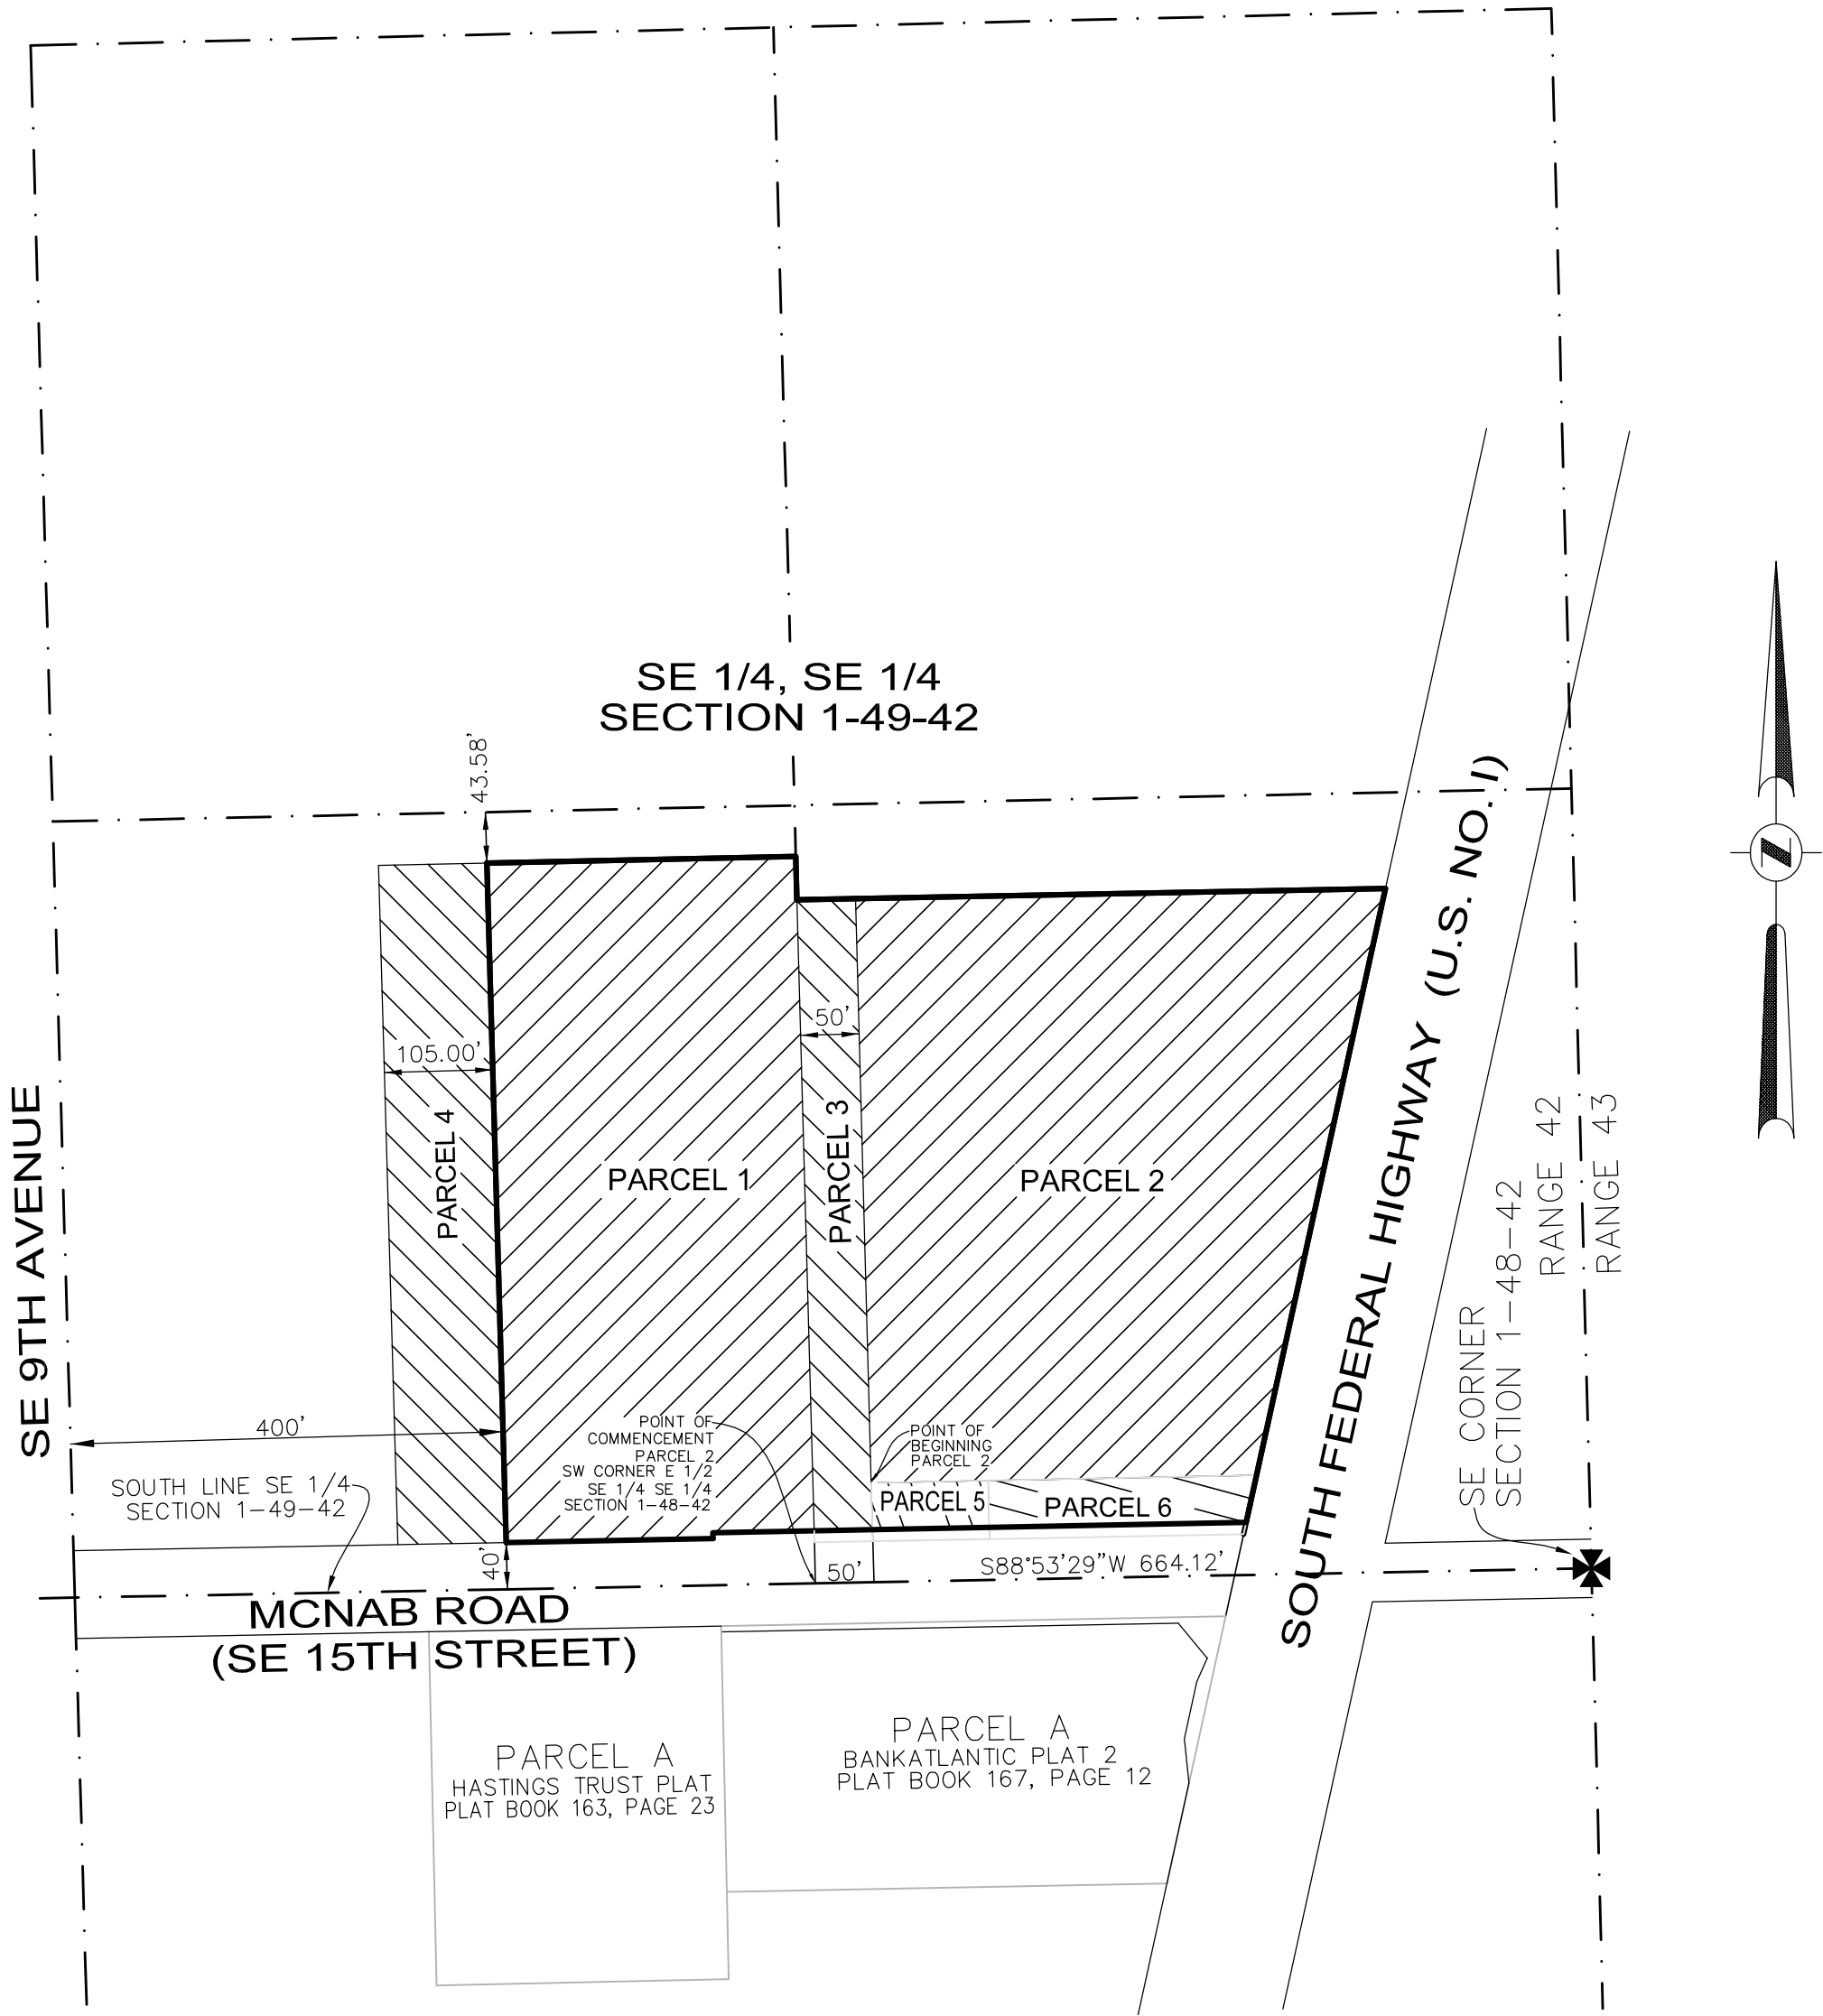 SE 1/4, SE 1/4
SECTION 1-49-42
43.58'
SOUTH FEDERAL HIGHWAY (U.S. NO.1)
Z
50'
105.00'
SE 9TH AVENUE
PARCEL 4
PARCEL 1
PARCEL 3
PARCEL 2
RANGE 42
RANGE 43
SE CORNER
SECTION 1-48-42
400'
POINT OF
COMMENCEMENT
PARCEL 2
SW CORNER E 1/2
SE 1/4 SE 1/4
SECTION 1-48-42
POINT OF
BEGINNING
PARCEL 2
SOUTH LINE SE 1/4
SECTION 1-49-42
PARCEL 5
PARCEL 6
40'
50'
S88°53'29"W 664.12'
MCNAB ROAD
(SE 15TH STREET)
PARCEL A
HASTINGS TRUST PLAT
PLAT BOOK 163, PAGE 23
PARCEL A
BANKATLANTIC PLAT 2
PLAT BOOK 167, PAGE 12